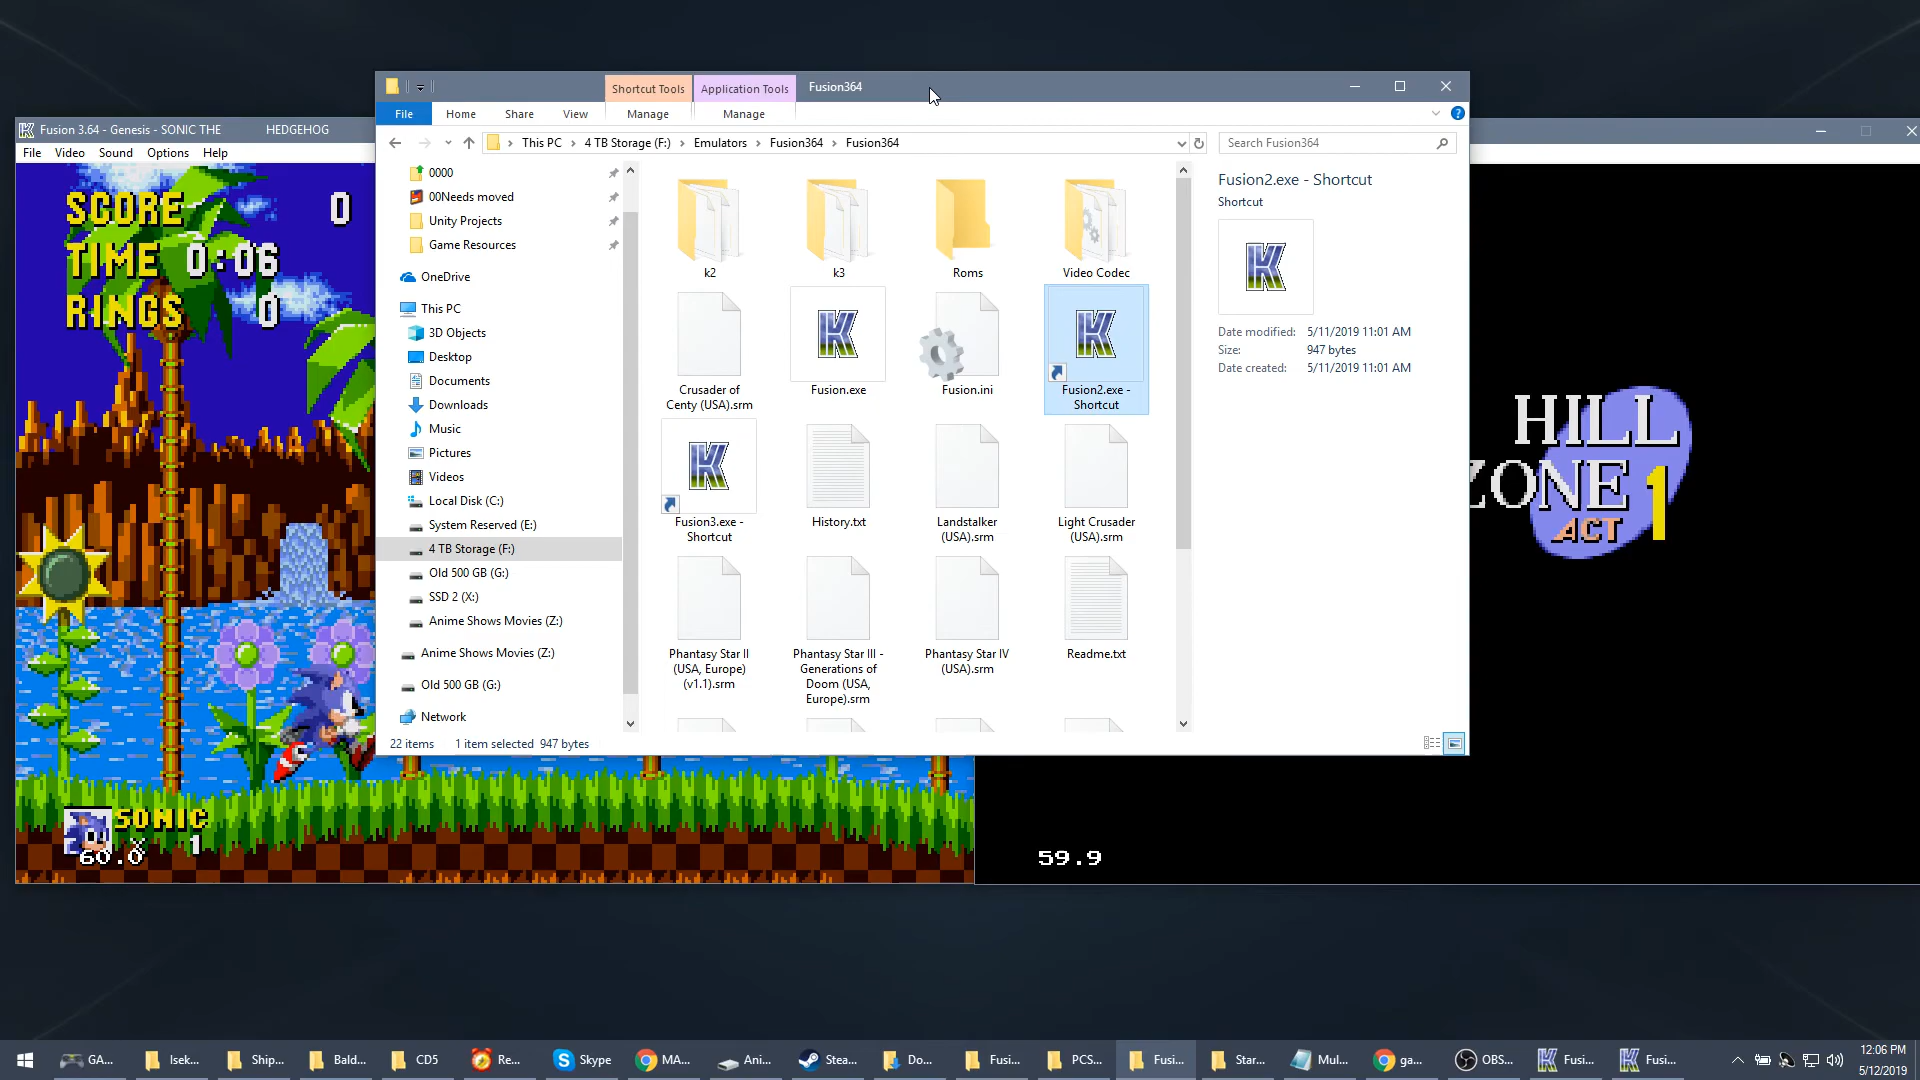 Shortcut Tools
Application Tools
Fusion364
File
Home
Share
View
Manage
Manage
This PC
4 TB Storage (F:)
Emulators
Fusion364
Fusion364
Search Fusion364
Fusion 3.64 - Genesis - SONIC THE HEDGEHOG
File
Video
Sound
Options
Help
SCORE 0
TIME 0:06
RINGS 0
SONIC
X 1
60.0
0000
00Needs moved
Unity Projects
Game Resources
OneDrive
This PC
3D Objects
Desktop
Documents
Downloads
Music
Pictures
Videos
Local Disk (C:)
System Reserved (E:)
4 TB Storage (F:)
Old 500 GB (G:)
SSD 2 (X:)
Anime Shows Movies (Z:)
Anime Shows Movies (Z:)
Old 500 GB (G:)
Network
k2
k3
Roms
Video Codec
Crusader of
Centy (USA).srm
Fusion.exe
Fusion.ini
Fusion2.exe -
Shortcut
Fusion3.exe -
Shortcut
History.txt
Landstalker
(USA).srm
Light Crusader
(USA).srm
Phantasy Star II
(USA, Europe)
(v1.1).srm
Phantasy Star III -
Generations of
Doom (USA,
Europe).srm
Phantasy Star IV
(USA).srm
Readme.txt
Fusion2.exe - Shortcut
Shortcut
Date modified: 5/11/2019 11:01 AM
Size: 947 bytes
Date created: 5/11/2019 11:01 AM
22 items
1 item selected 947 bytes
HILL
ZONE 1
ACT
59.9
GA...
Isek...
Ship...
Bald...
CD5
Re...
Skype
MA...
Ani...
Stea...
Do...
Fusi...
PCS...
Fusi...
Star...
Mul...
ga...
OBS...
Fusi...
Fusi...
12:06 PM
5/12/2019